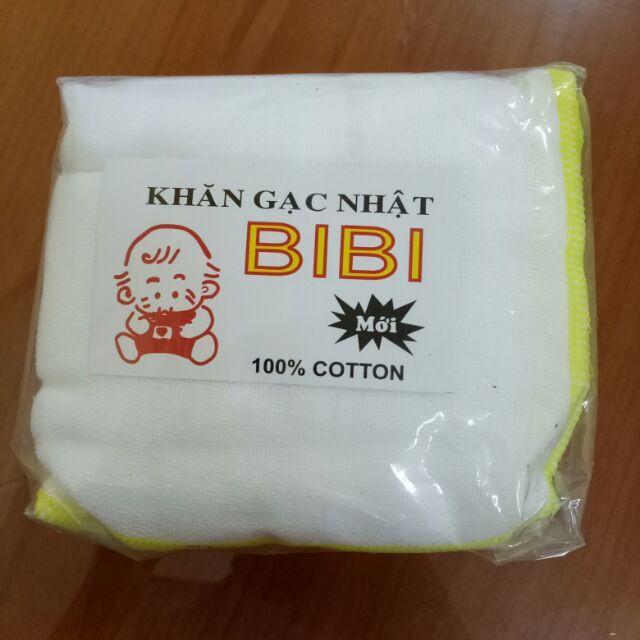 KHĂN GẠC NHẬT
BIBI
Mới
100% COTTON